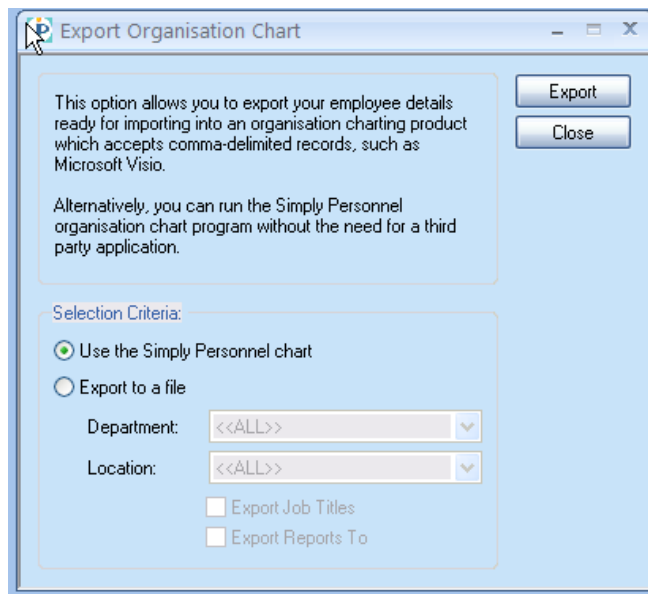 Export Organisation Chart
This option allows you to export your employee details
ready for importing into an organisation charting product
which accepts comma-delimited records, such as
Microsoft Visio.
Alternatively, you can run the Simply Personnel
organisation chart program without the need for a third
party application.
Export
Close
Selection Criteria:
Use the Simply Personnel chart
Export to a file
Department: <<ALL>>
Location: <<ALL>>
Export Job Titles
Export Reports To